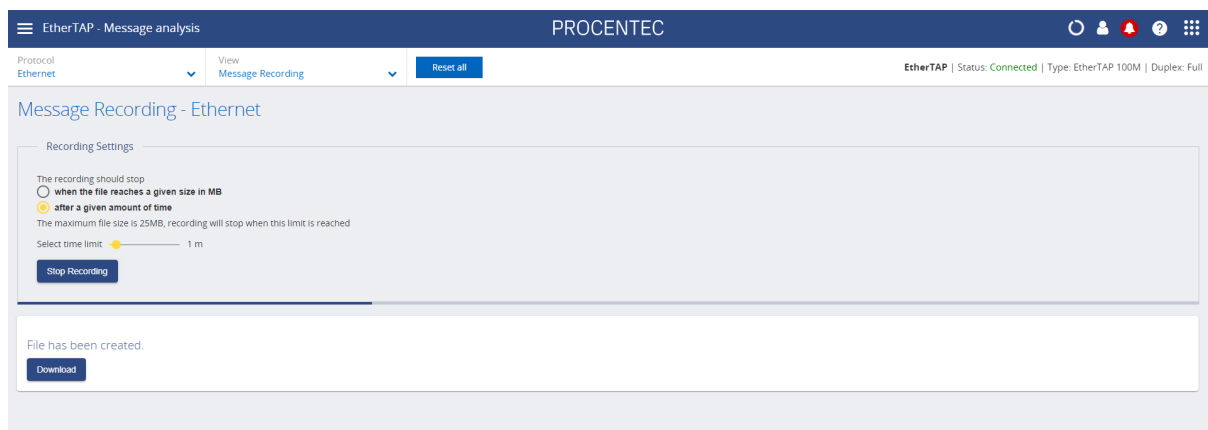 EtherTAP - Message analysis
PROCENTEC
Protocol
Ethernet
View
Message Recording
Reset all
EtherTAP | Status: Connected | Type: EtherTAP 100M | Duplex: Full
Message Recording - Ethernet
Recording Settings
The recording should stop
when the file reaches a given size in MB
after a given amount of time
The maximum file size is 25MB, recording will stop when this limit is reached
Select time limit 1 m
Stop Recording
File has been created.
Download